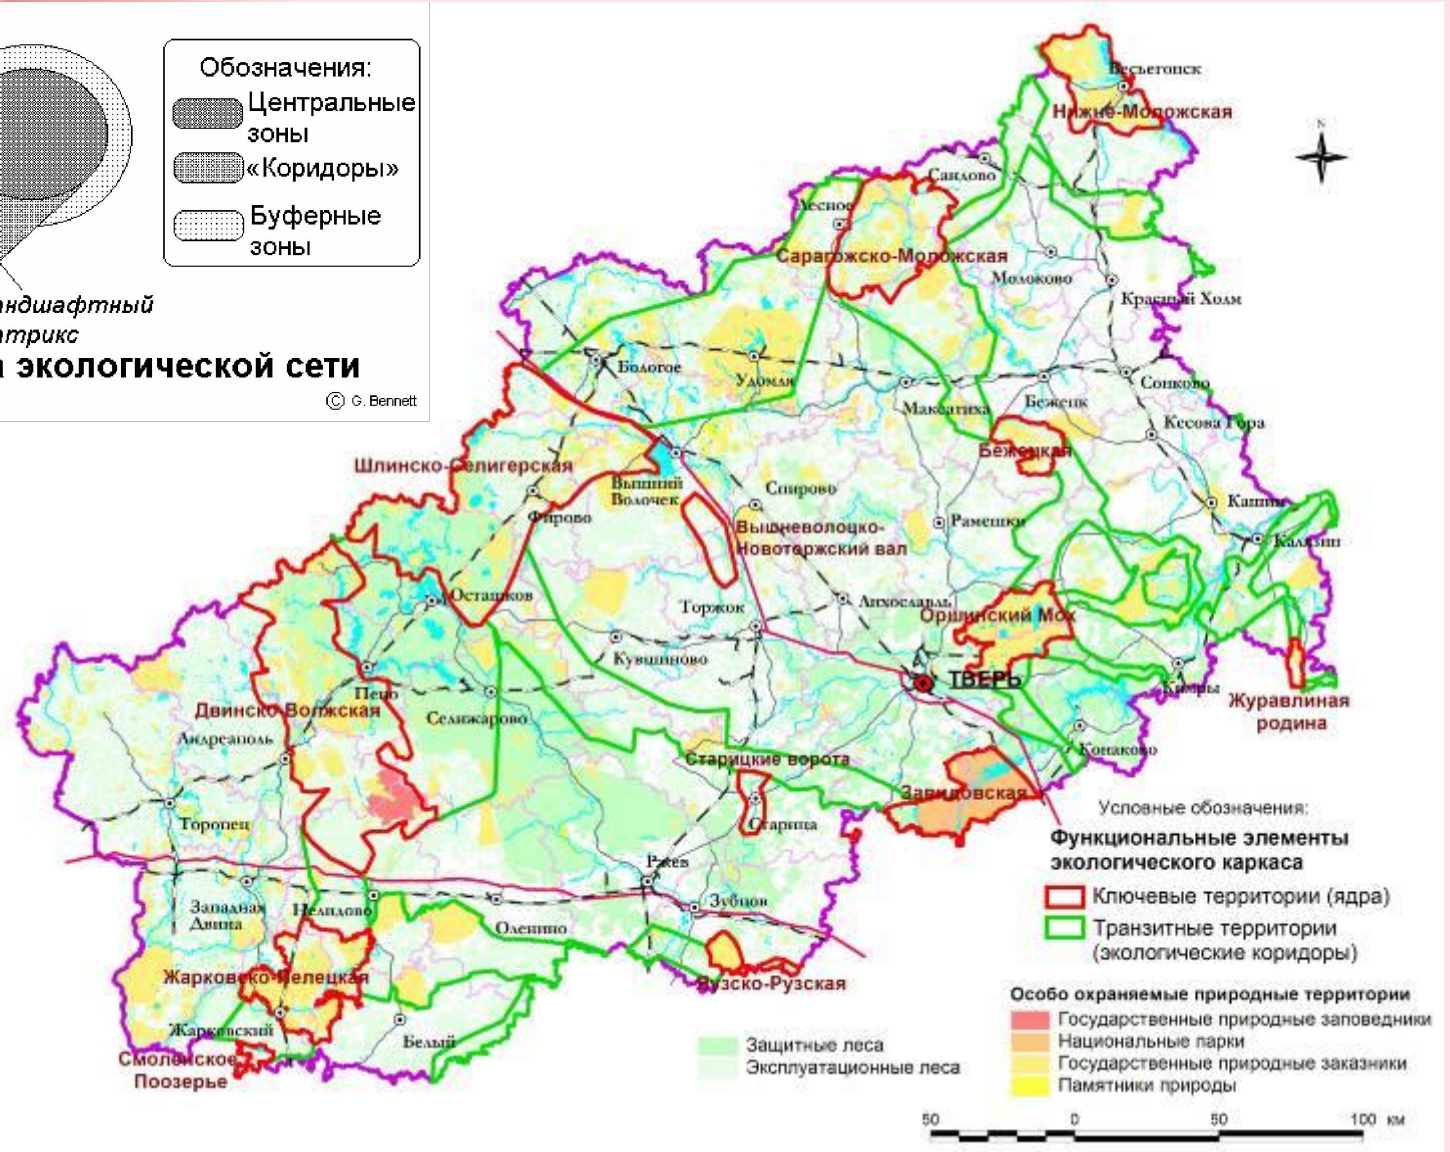 Обозначения:
Центральные
зоны
«Коридоры»
Буферные
зоны
экологической сети
© G. Bennett
N
Весьегонск
Нижне-Моложская
Сандово
Лесное
Сарагожско-Моложская
Молоково
Красный Холм
Бологое
Удомля
Максатиха
Бежецк
Сонково
Кесова Гора
Бежецкая
Шлинско-Селигерская
Вышний
Волочек
Спирово
Фирово
Вышневолоцко-
Новоторжский вал
Рамешки
Кашин
Калязин
Осташков
Торжок
Лихославль
Оршинский Мох
Кувшиново
ТВЕРЬ
Кимры
Журавлиная
родина
Пено
Двинско-Волжская
Селижарово
Андреаполь
Старицкие ворота
Конаково
Завидовская
Торопец
Старица
Ржев
Зубцов
Западная
Двина
Нелидово
Оленино
Жарковско-Пелецкая
Яузско-Рузская
Жарковский
Белый
Смоленское
Поозерье
Условные обозначения:
Функциональные элементы
экологического каркаса
Ключевые территории (ядра)
Транзитные территории
(экологические коридоры)
Особо охраняемые природные территории
Государственные природные заповедники
Национальные парки
Государственные природные заказники
Памятники природы
Защитные леса
Эксплуатационные леса
50 0 50 100 км